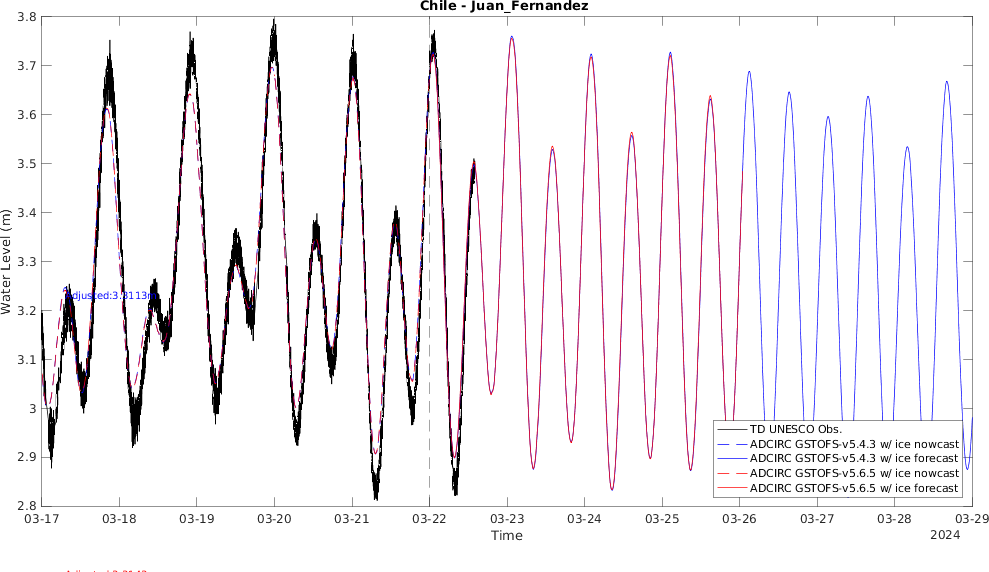 Chile - Juan_Fernandez
3.8
3.7
3.6
3.5
3.4
3.3
3.2
3.1
3
2.9
2.8
Water Level (m)
TD UNESCO Obs.
ADCIRC GSTOFS-v5.4.3 w/ ice nowcast
ADCIRC GSTOFS-v5.4.3 w/ ice forecast
ADCIRC GSTOFS-v5.6.5 w/ ice nowcast
ADCIRC GSTOFS-v5.6.5 w/ ice forecast
03-17 03-18 03-19 03-20 03-21 03-22 03-23 03-24 03-25 03-26 03-27 03-28 03-29
Time
2024